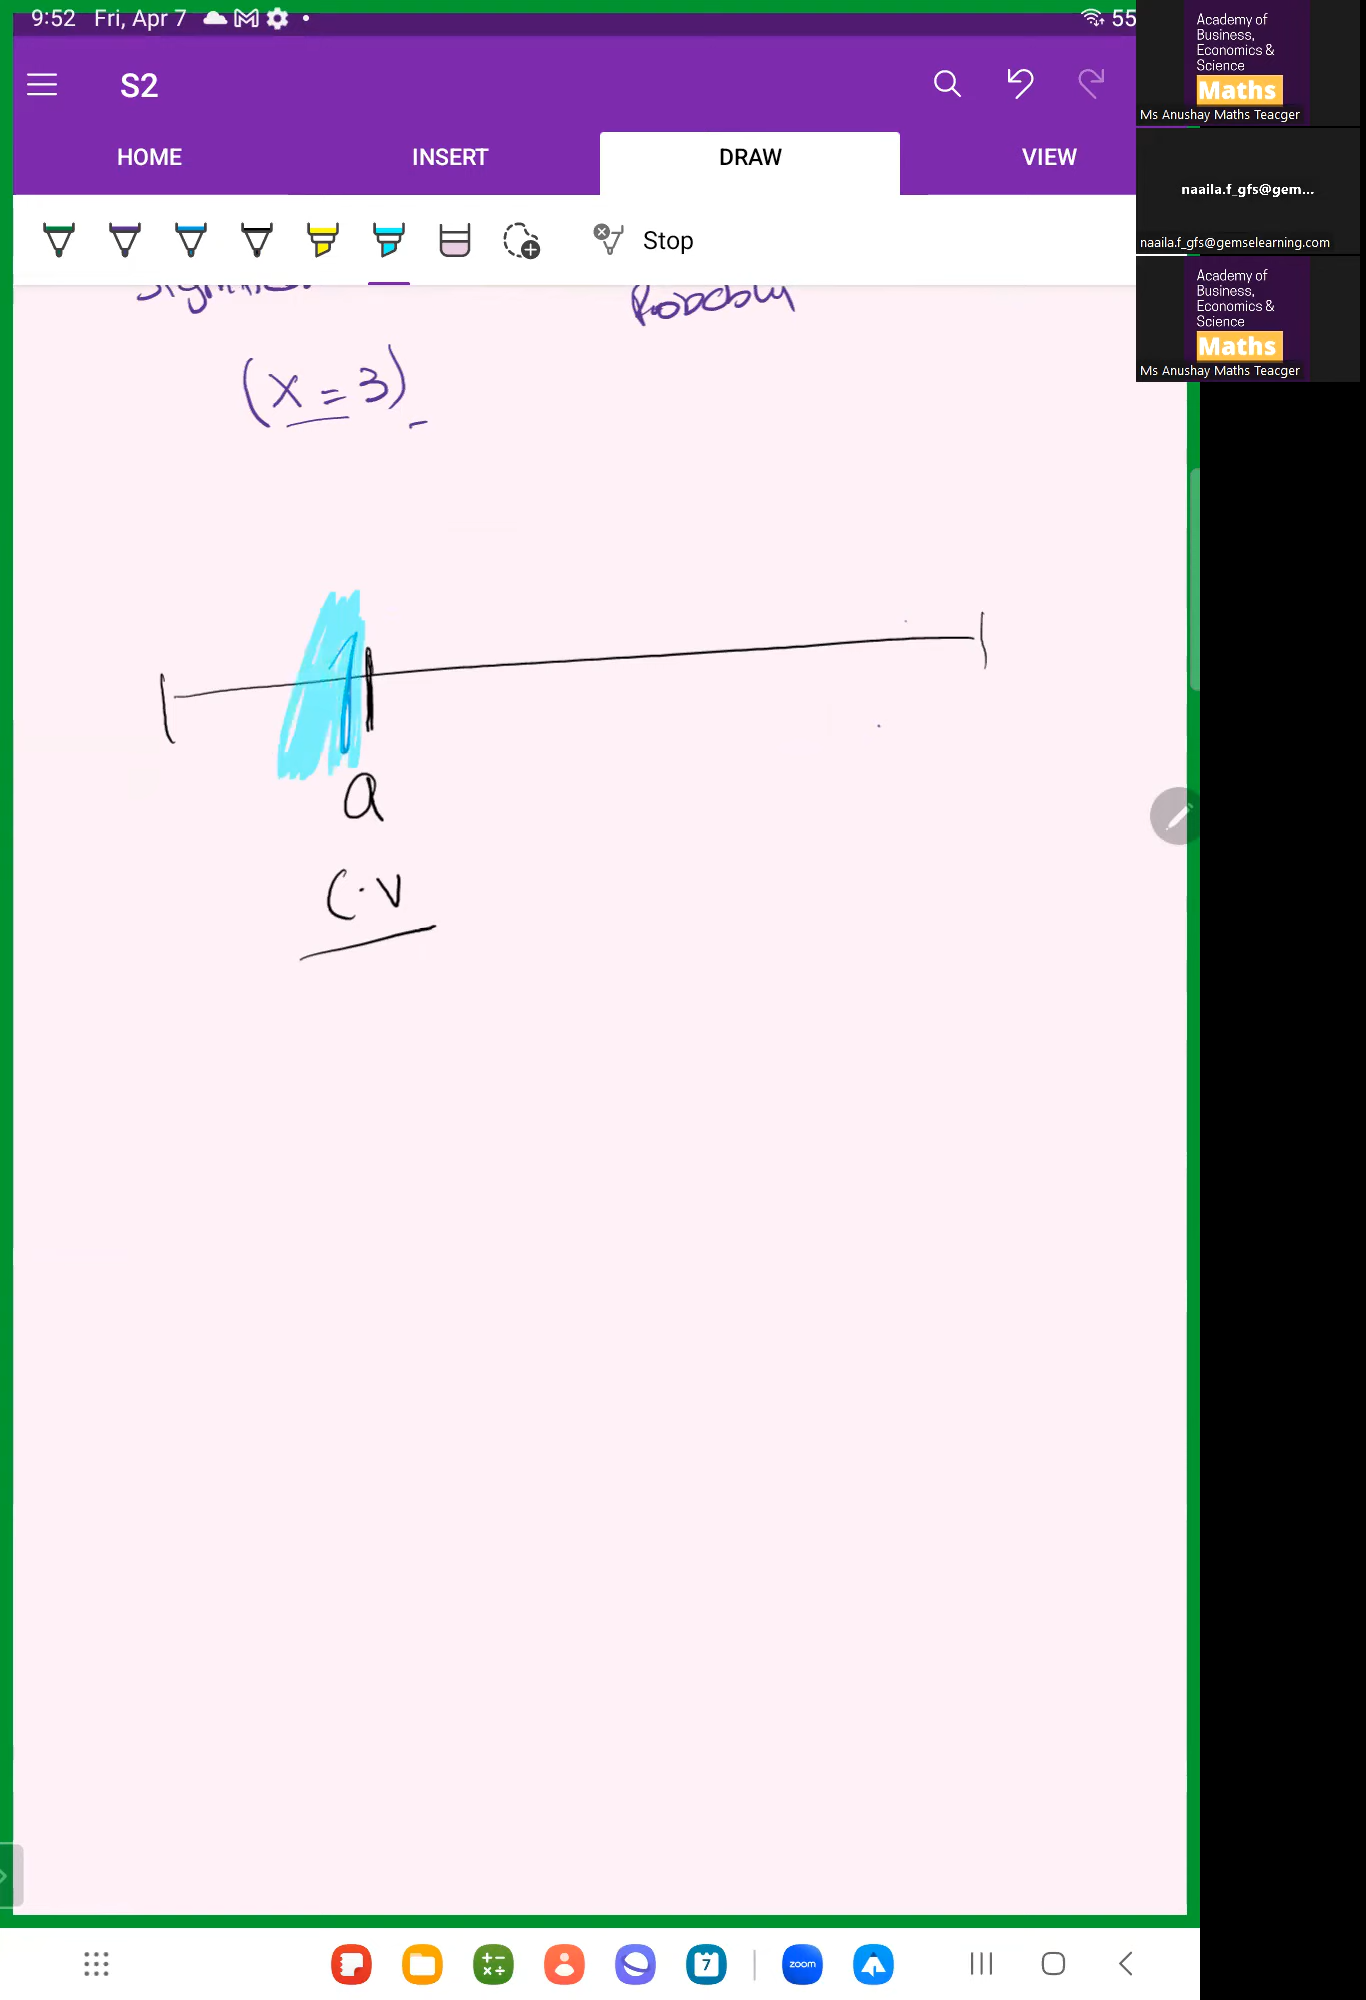 9:52 Fri, Apr 7
55
S2
HOME INSERT DRAW VIEW
Stop
(x = 3)
a
C.V
Academy of
Business,
Economics &
Science
Maths
Ms Anushay Maths Teacger
naaila.f_gfs@gem...
naaila.f_gfs@gemselearning.com
Academy of
Business,
Economics &
Science
Maths
Ms Anushay Maths Teacger
7
zoom